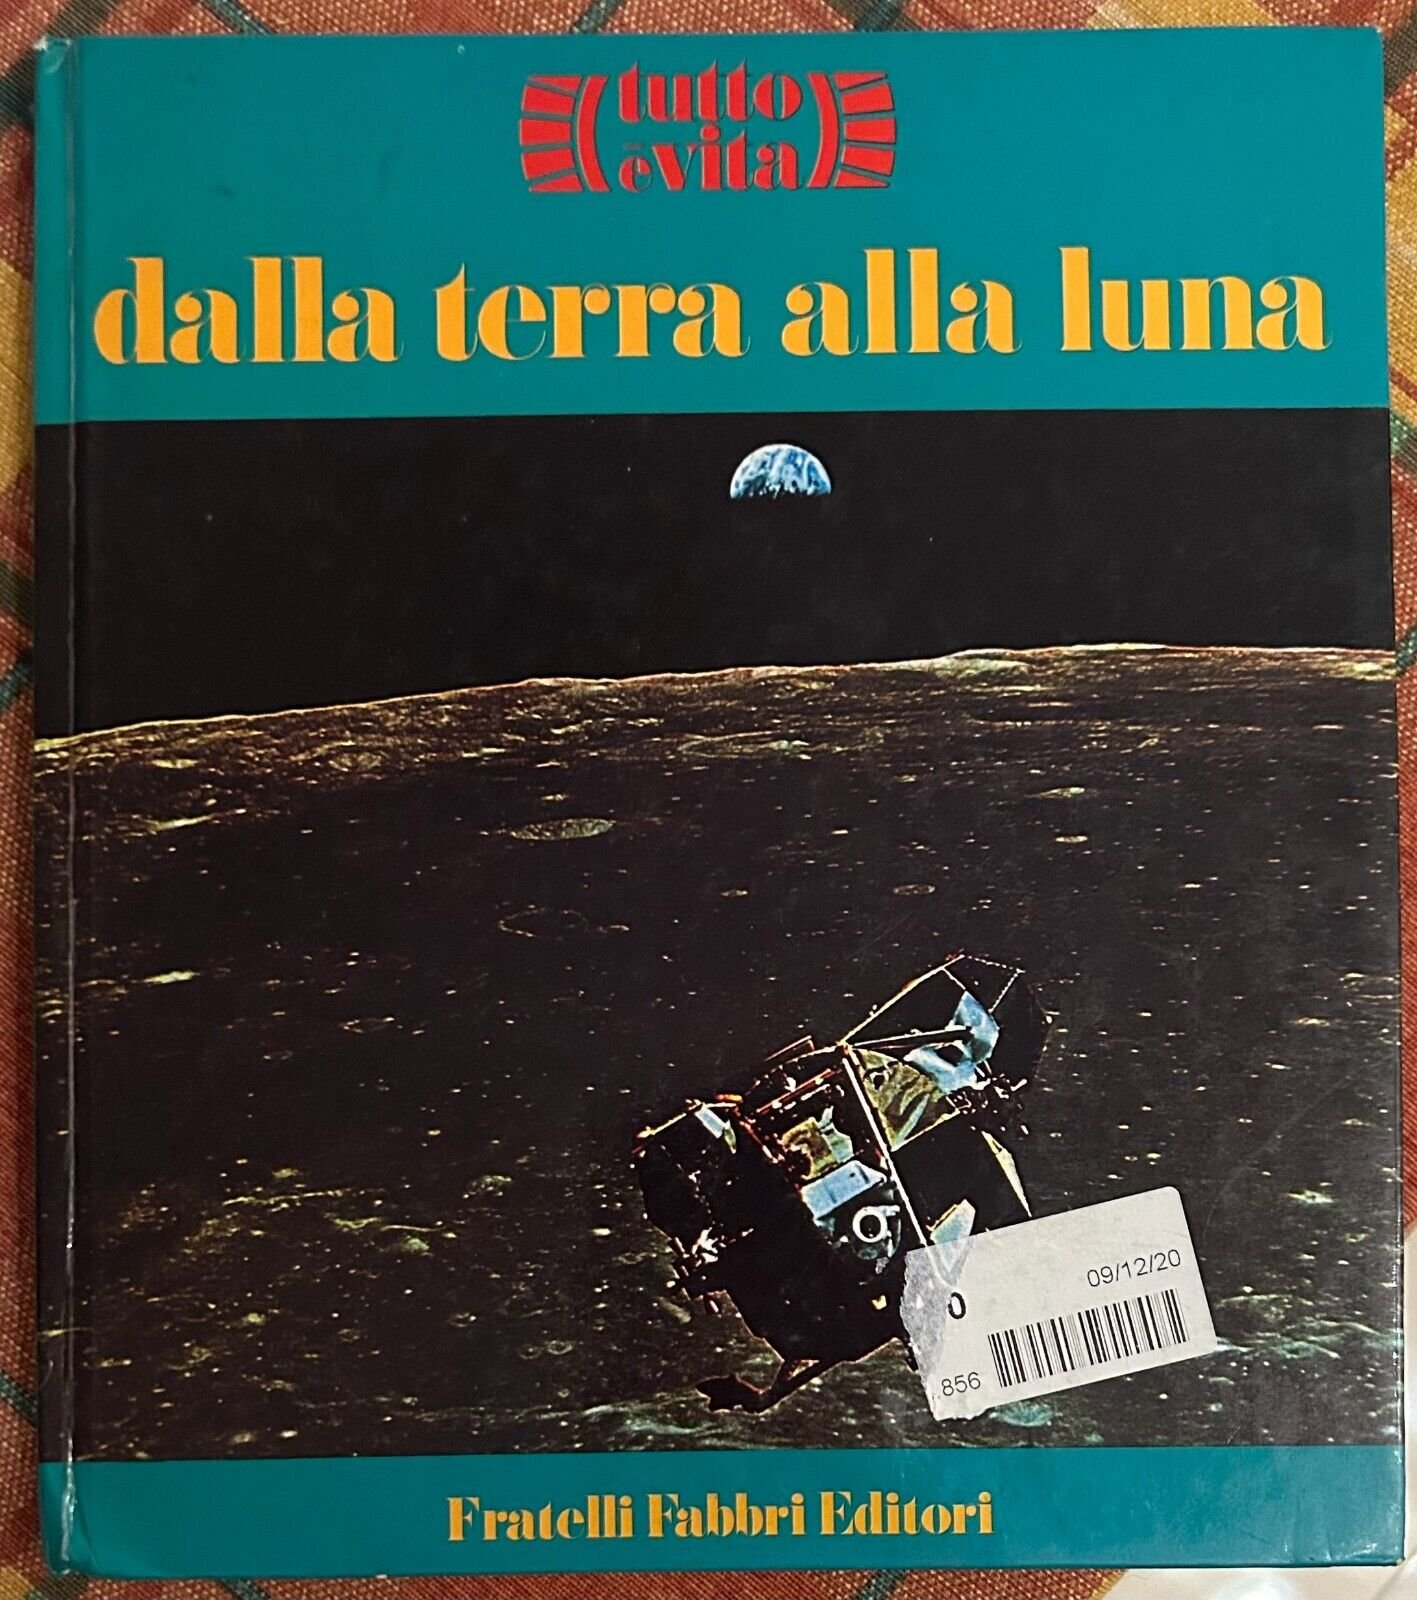 tutto
è vita
dalla terra alla luna
09/12/20
0
856
Fratelli Fabbri Editori